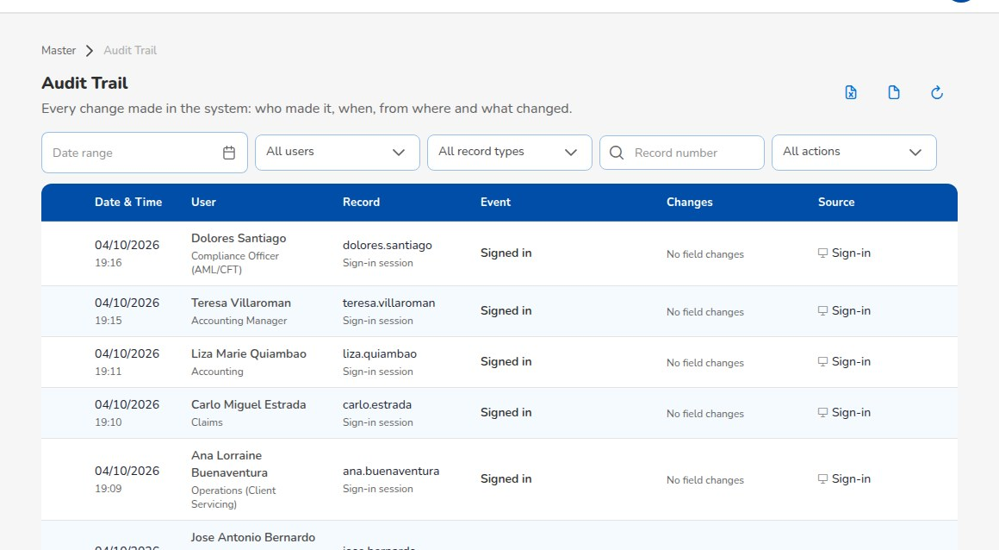 Master > Audit Trail
Audit Trail
Every change made in the system: who made it, when, from where and what changed.
Date range All users All record types Record number All actions
Date & Time User Record Event Changes Source
04/10/2026 19:16 Dolores Santiago Compliance Officer (AML/CFT) dolores.santiago Sign-in session Signed in No field changes Sign-in
04/10/2026 19:15 Teresa Villaroman Accounting Manager teresa.villaroman Sign-in session Signed in No field changes Sign-in
04/10/2026 19:11 Liza Marie Quiambao Accounting liza.quiambao Sign-in session Signed in No field changes Sign-in
04/10/2026 19:10 Carlo Miguel Estrada Claims carlo.estrada Sign-in session Signed in No field changes Sign-in
04/10/2026 19:09 Ana Lorraine Buenaventura Operations (Client Servicing) ana.buenaventura Sign-in session Signed in No field changes Sign-in
Jose Antonio Bernardo